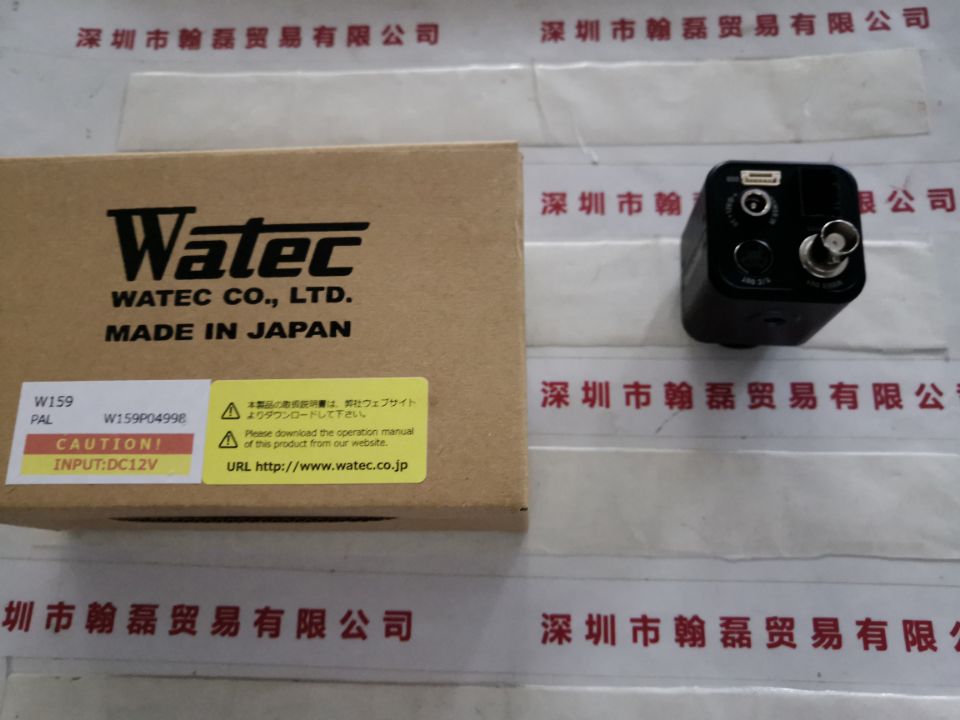 深圳市翰磊贸易有限公司
深圳市翰磊贸易有限公司
深圳市翰
易有限公司
Watec
WATEC CO., LTD.
MADE IN JAPAN
W159
PAL W159P04998
CAUTION!
INPUT:DC12V
本製品の取扱説明書は、弊社ウェブサイト
よりダウンロードして下さい。
Please download the operation manual
of this product from our website.
URL http://www.watec.co.jp
VIDEO OUT
深圳市翰磊贸易有限公司
圳市翰磊贸易有限公司
深圳市翰磊贸易有限